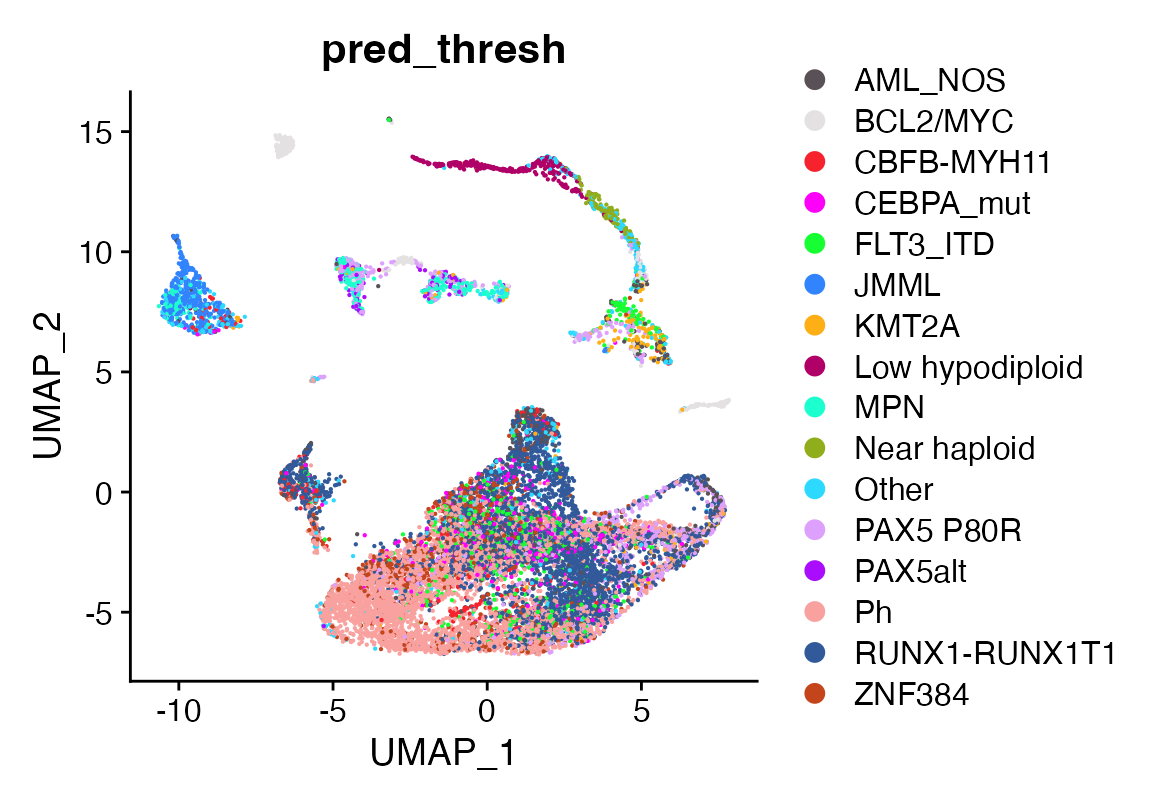 pred_thresh
15
10
5
0
-5
UMAP_2
-10
-5
0
5
UMAP_1
AML_NOS
BCL2/MYC
CBFB-MYH11
CEBPA_mut
FLT3_ITD
JMML
KMT2A
Low hypodiploid
MPN
Near haploid
Other
PAX5 P80R
PAX5alt
Ph
RUNX1-RUNX1T1
ZNF384